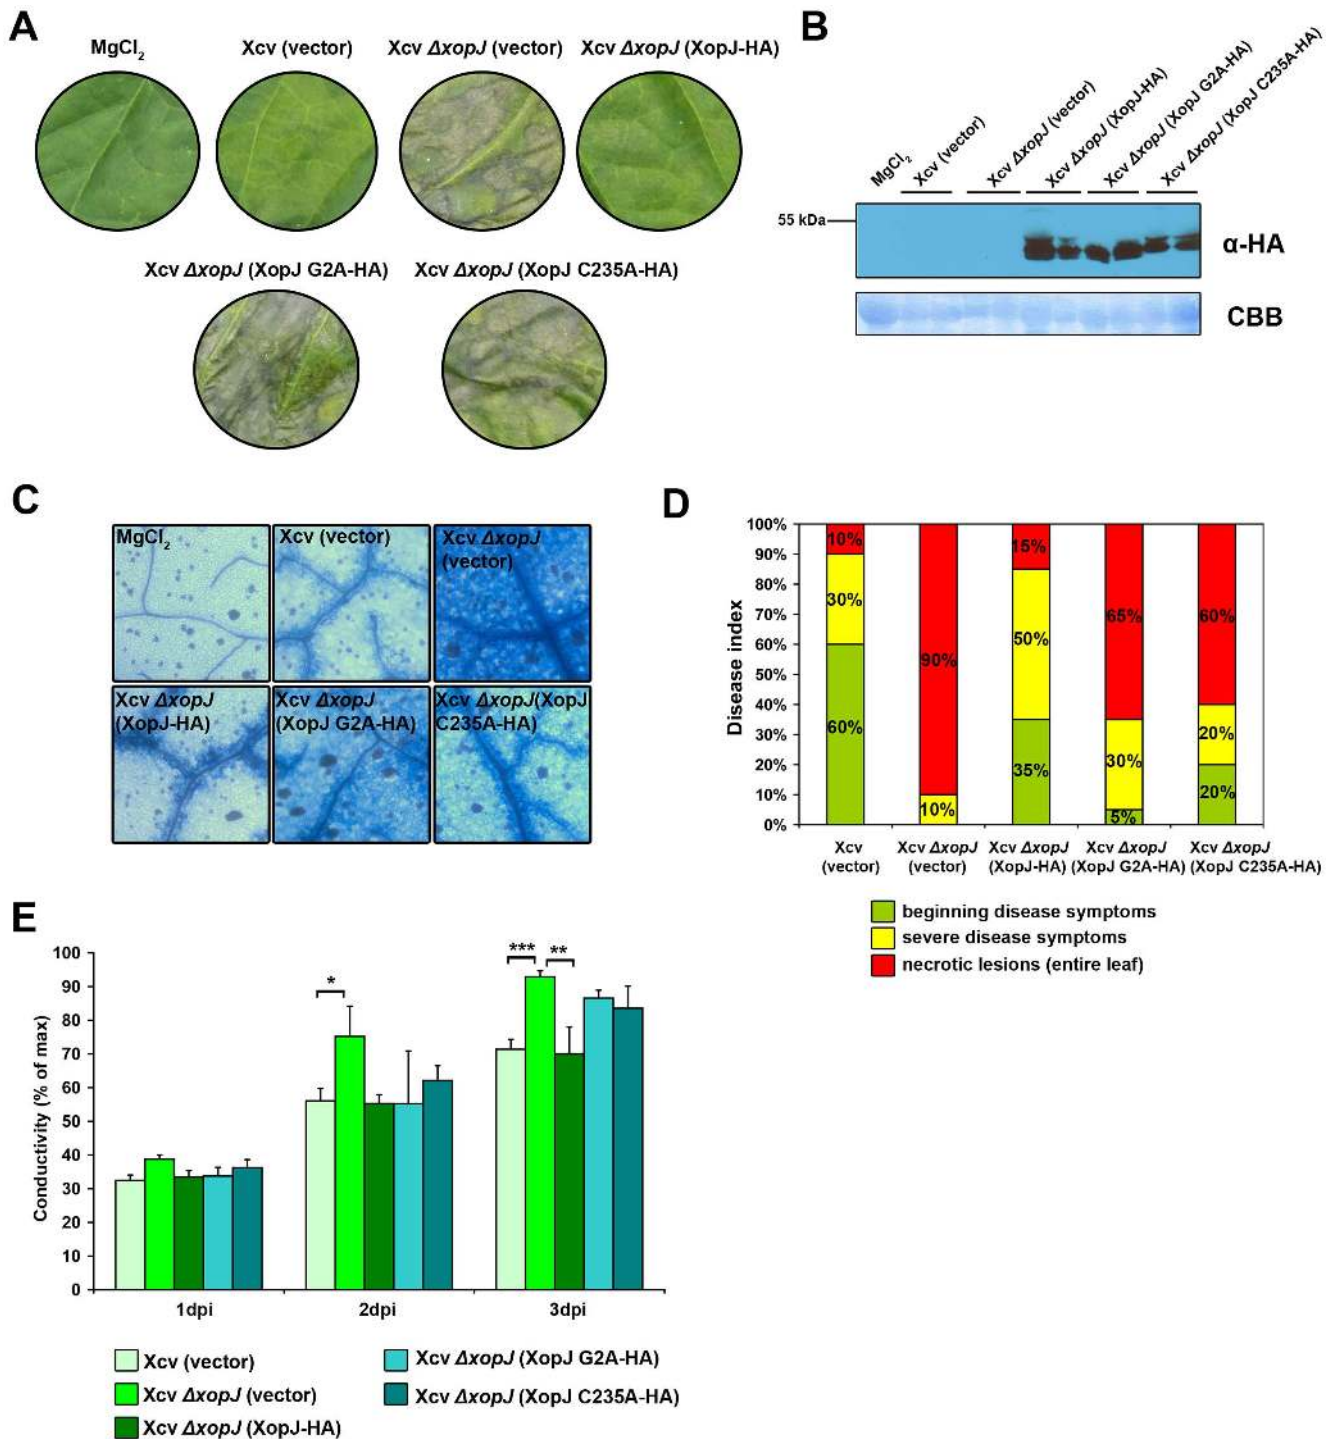 A
MgCl2
Xcv (vector)
Xcv ΔxopJ (vector)
Xcv ΔxopJ (XopJ-HA)
Xcv ΔxopJ (XopJ G2A-HA)
Xcv ΔxopJ (XopJ C235A-HA)
B
MgCl2
Xcv (vector)
Xcv ΔxopJ (vector)
Xcv ΔxopJ (XopJ-HA)
Xcv ΔxopJ (XopJ G2A-HA)
Xcv ΔxopJ (XopJ C235A-HA)
55 kDa
α-HA
CBB
C
MgCl2
Xcv (vector)
Xcv ΔxopJ
(vector)
Xcv ΔxopJ
(XopJ-HA)
Xcv ΔxopJ
(XopJ G2A-HA)
Xcv ΔxopJ(XopJ
C235A-HA)
D
Disease index
100%
90%
80%
70%
60%
50%
40%
30%
20%
10%
0%
10%
30%
60%
90%
10%
15%
50%
35%
65%
30%
5%
60%
20%
20%
Xcv
(vector)
Xcv ΔxopJ
(vector)
Xcv ΔxopJ
(XopJ-HA)
Xcv ΔxopJ
(XopJ G2A-HA)
Xcv ΔxopJ
(XopJ C235A-HA)
beginning disease symptoms
severe disease symptoms
necrotic lesions (entire leaf)
E
Conductivity (% of max)
100
90
80
70
60
50
40
30
20
10
0
*
***
**
1dpi
2dpi
3dpi
Xcv (vector)
Xcv ΔxopJ (vector)
Xcv ΔxopJ (XopJ-HA)
Xcv ΔxopJ (XopJ G2A-HA)
Xcv ΔxopJ (XopJ C235A-HA)